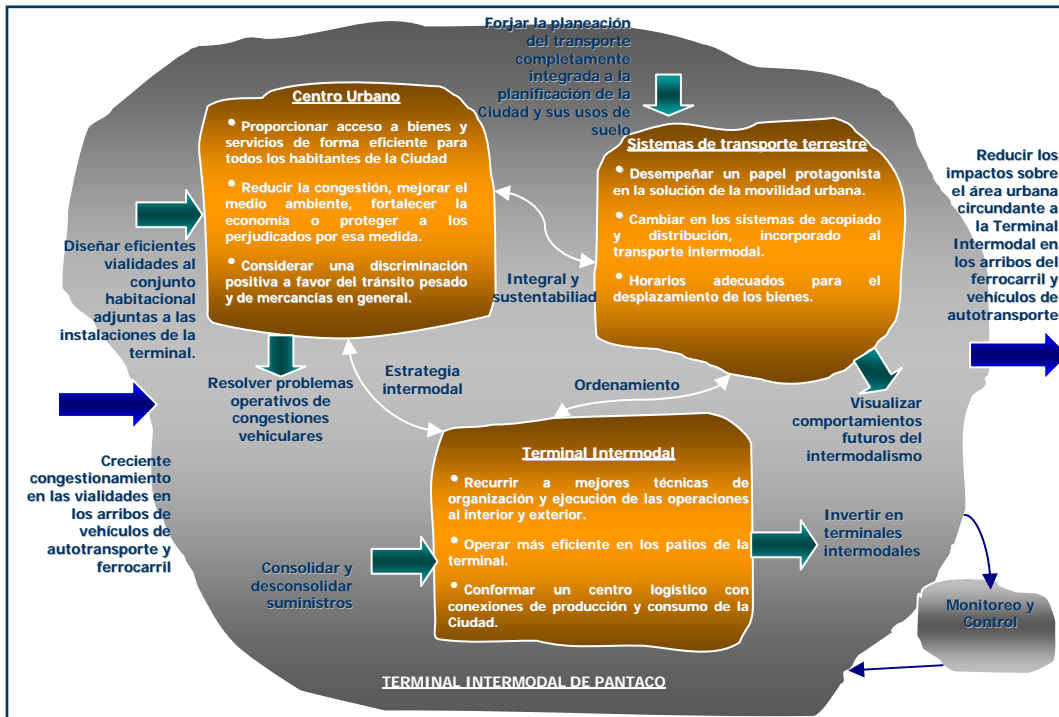 Forjar la planeación
del transporte
completamente
integrada a la
planificación de la
Ciudad y sus usos de
suelo
Centro Urbano
• Proporcionar acceso a bienes y
servicios de forma eficiente para
todos los habitantes de la Ciudad
• Reducir la congestión, mejorar el
medio ambiente, fortalecer la
economía o proteger a los
perjudicados por esa medida.
• Considerar una discriminación
positiva a favor del tránsito pesado
y de mercancías en general.
Sistemas de transporte terrestre
• Desempeñar un papel protagonista
en la solución de la movilidad urbana.
• Cambiar en los sistemas de acopiado
y distribución, incorporado al
transporte intermodal.
• Horarios adecuados para el
desplazamiento de los bienes.
Reducir los
impactos sobre
el área urbana
circundante a
la Terminal
Intermodal en
los arribos del
ferrocarril y
vehículos de
autotransporte
Diseñar eficientes
vialidades al
conjunto
habitacional
adjuntas a las
instalaciones de la
terminal.
Integral y
sustentabiliad
Resolver problemas
operativos de
congestiones
vehiculares
Estrategia
intermodal
Ordenamiento
Visualizar
comportamientos
futuros del
intermodalismo
Creciente
congestionamiento
en las vialidades en
los arribos de
vehículos de
autotransporte y
ferrocarril
Terminal Intermodal
• Recurrir a mejores técnicas de
organización y ejecución de las operaciones
al interior y exterior.
• Operar más eficiente en los patios de la
terminal.
• Conformar un centro logístico con
conexiones de producción y consumo de la
Ciudad.
Invertir en
terminales
intermodales
Consolidar y
desconsolidar
suministros
Monitoreo y
Control
TERMINAL INTERMODAL DE PANTACO